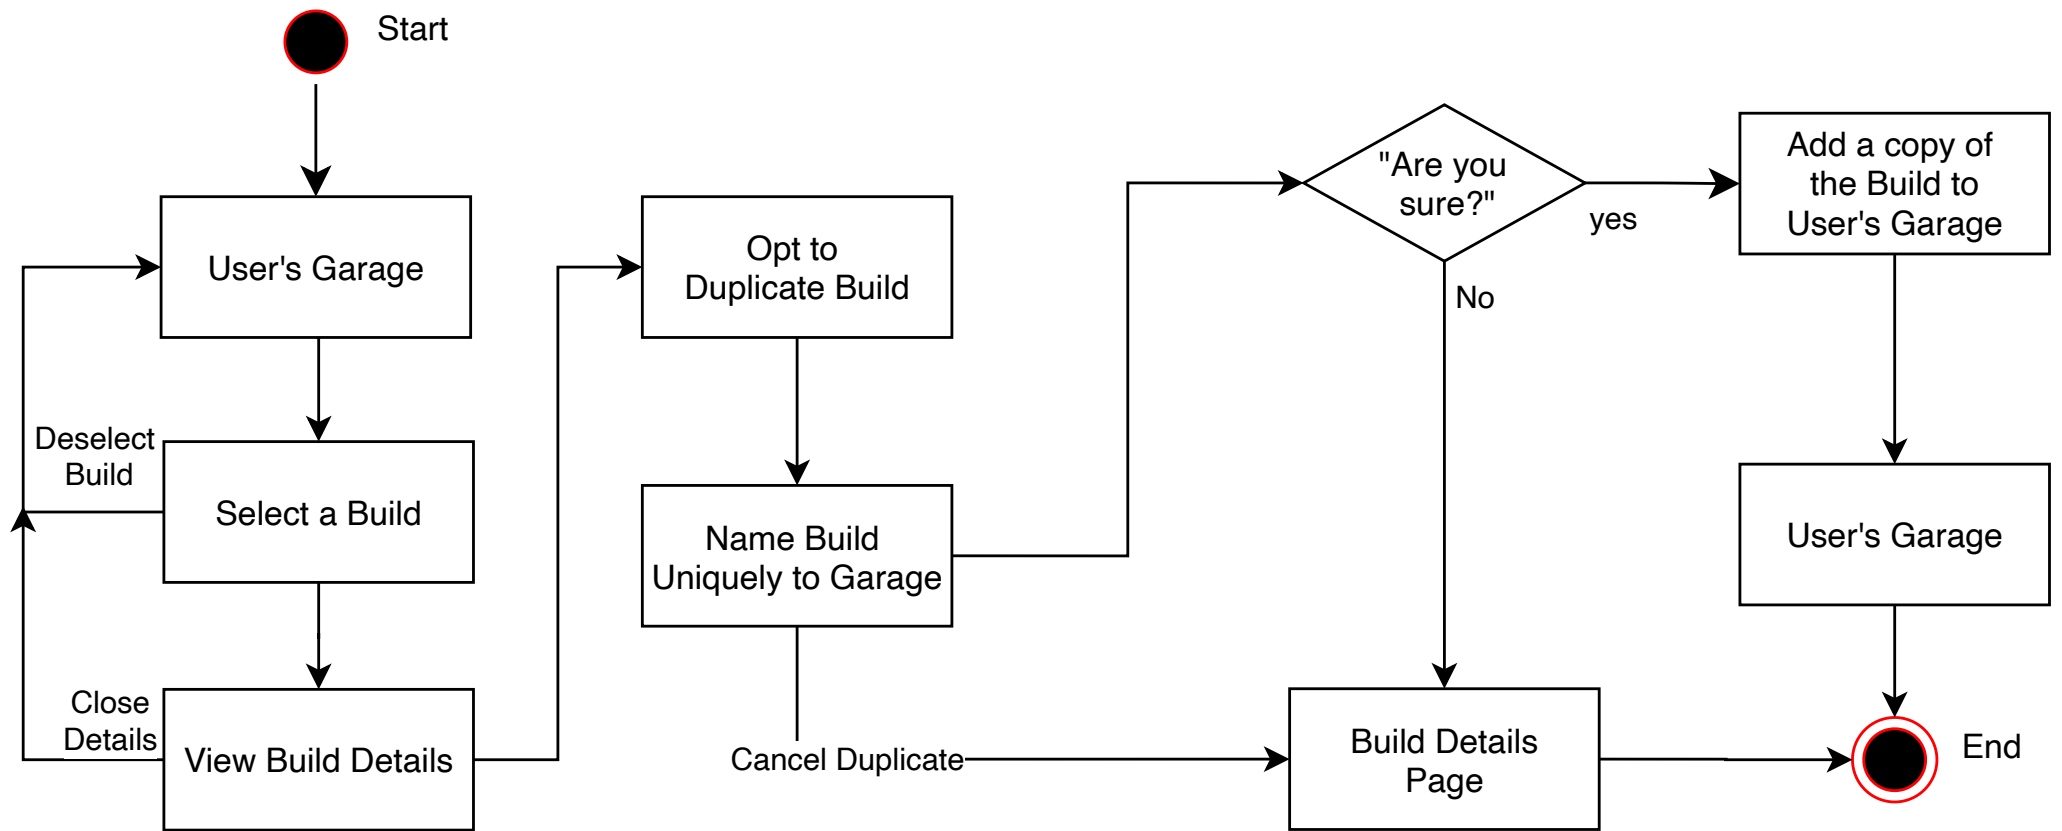 Start
User's Garage
Deselect
Build
Select a Build
Close
Details
View Build Details
Opt to
Duplicate Build
Name Build
Uniquely to Garage
Cancel Duplicate
"Are you
sure?"
yes
No
Build Details
Page
Add a copy of
the Build to
User's Garage
User's Garage
End